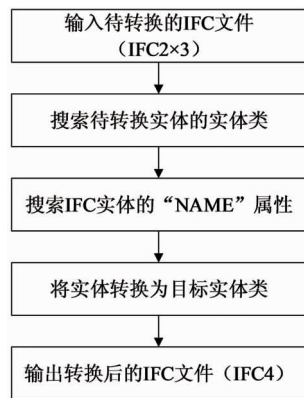 输入待转换的IFC文件
（IFC2×3）
搜索待转换实体的实体类
搜索IFC实体的“NAME”属性
将实体转换为目标实体类
输出转换后的IFC文件（IFC4）